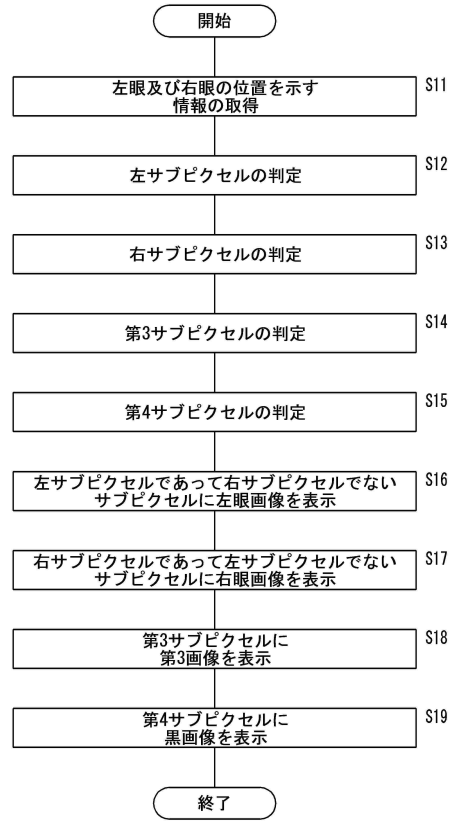 開始
左眼及び右眼の位置を示す
情報の取得
S11
左サブピクセルの判定
S12
右サブピクセルの判定
S13
第3サブピクセルの判定
S14
第4サブピクセルの判定
S15
左サブピクセルであって右サブピクセルでない
サブピクセルに左眼画像を表示
S16
右サブピクセルであって左サブピクセルでない
サブピクセルに右眼画像を表示
S17
第3サブピクセルに
第3画像を表示
S18
第4サブピクセルに
黒画像を表示
S19
終了